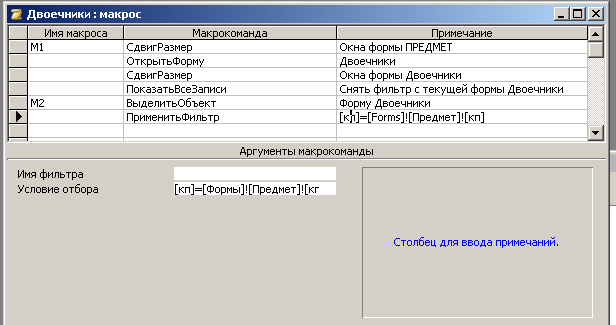 Двоечники : макрос
Имя макроса Макрокоманда Примечание
М1 СдвигРазмер Окна формы ПРЕДМЕТ
ОткрытьФорму Двоечники
СдвигРазмер Окна формы Двоечники
ПоказатьВсеЗаписи Снять фильтр с текущей формы Двоечники
М2 ВыделитьОбъект Форму Двоечники
ПрименитьФильтр [кп]=[Forms]![Предмет]![кп]
Аргументы макрокоманды
Имя фильтра
Условие отбора [кп]=[Формы]![Предмет]![кг
Столбец для ввода примечаний.